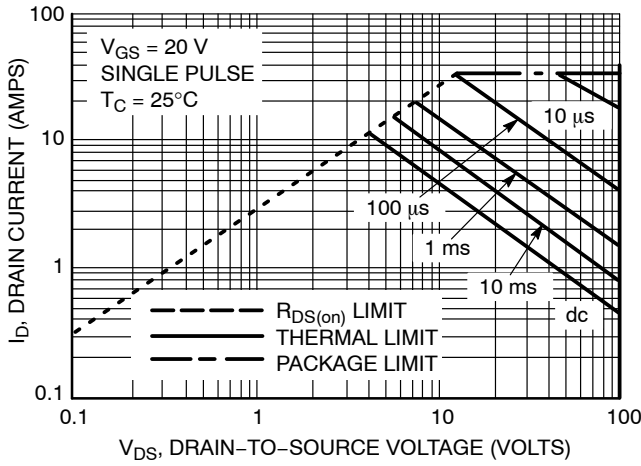 100
10
1
0.1
I_D, DRAIN CURRENT (AMPS)
V_GS = 20 V
SINGLE PULSE
T_C = 25°C
10 µs
100 µs
1 ms
10 ms
dc
R_DS(on) LIMIT
THERMAL LIMIT
PACKAGE LIMIT
0.1
1
10
100
V_DS, DRAIN−TO−SOURCE VOLTAGE (VOLTS)